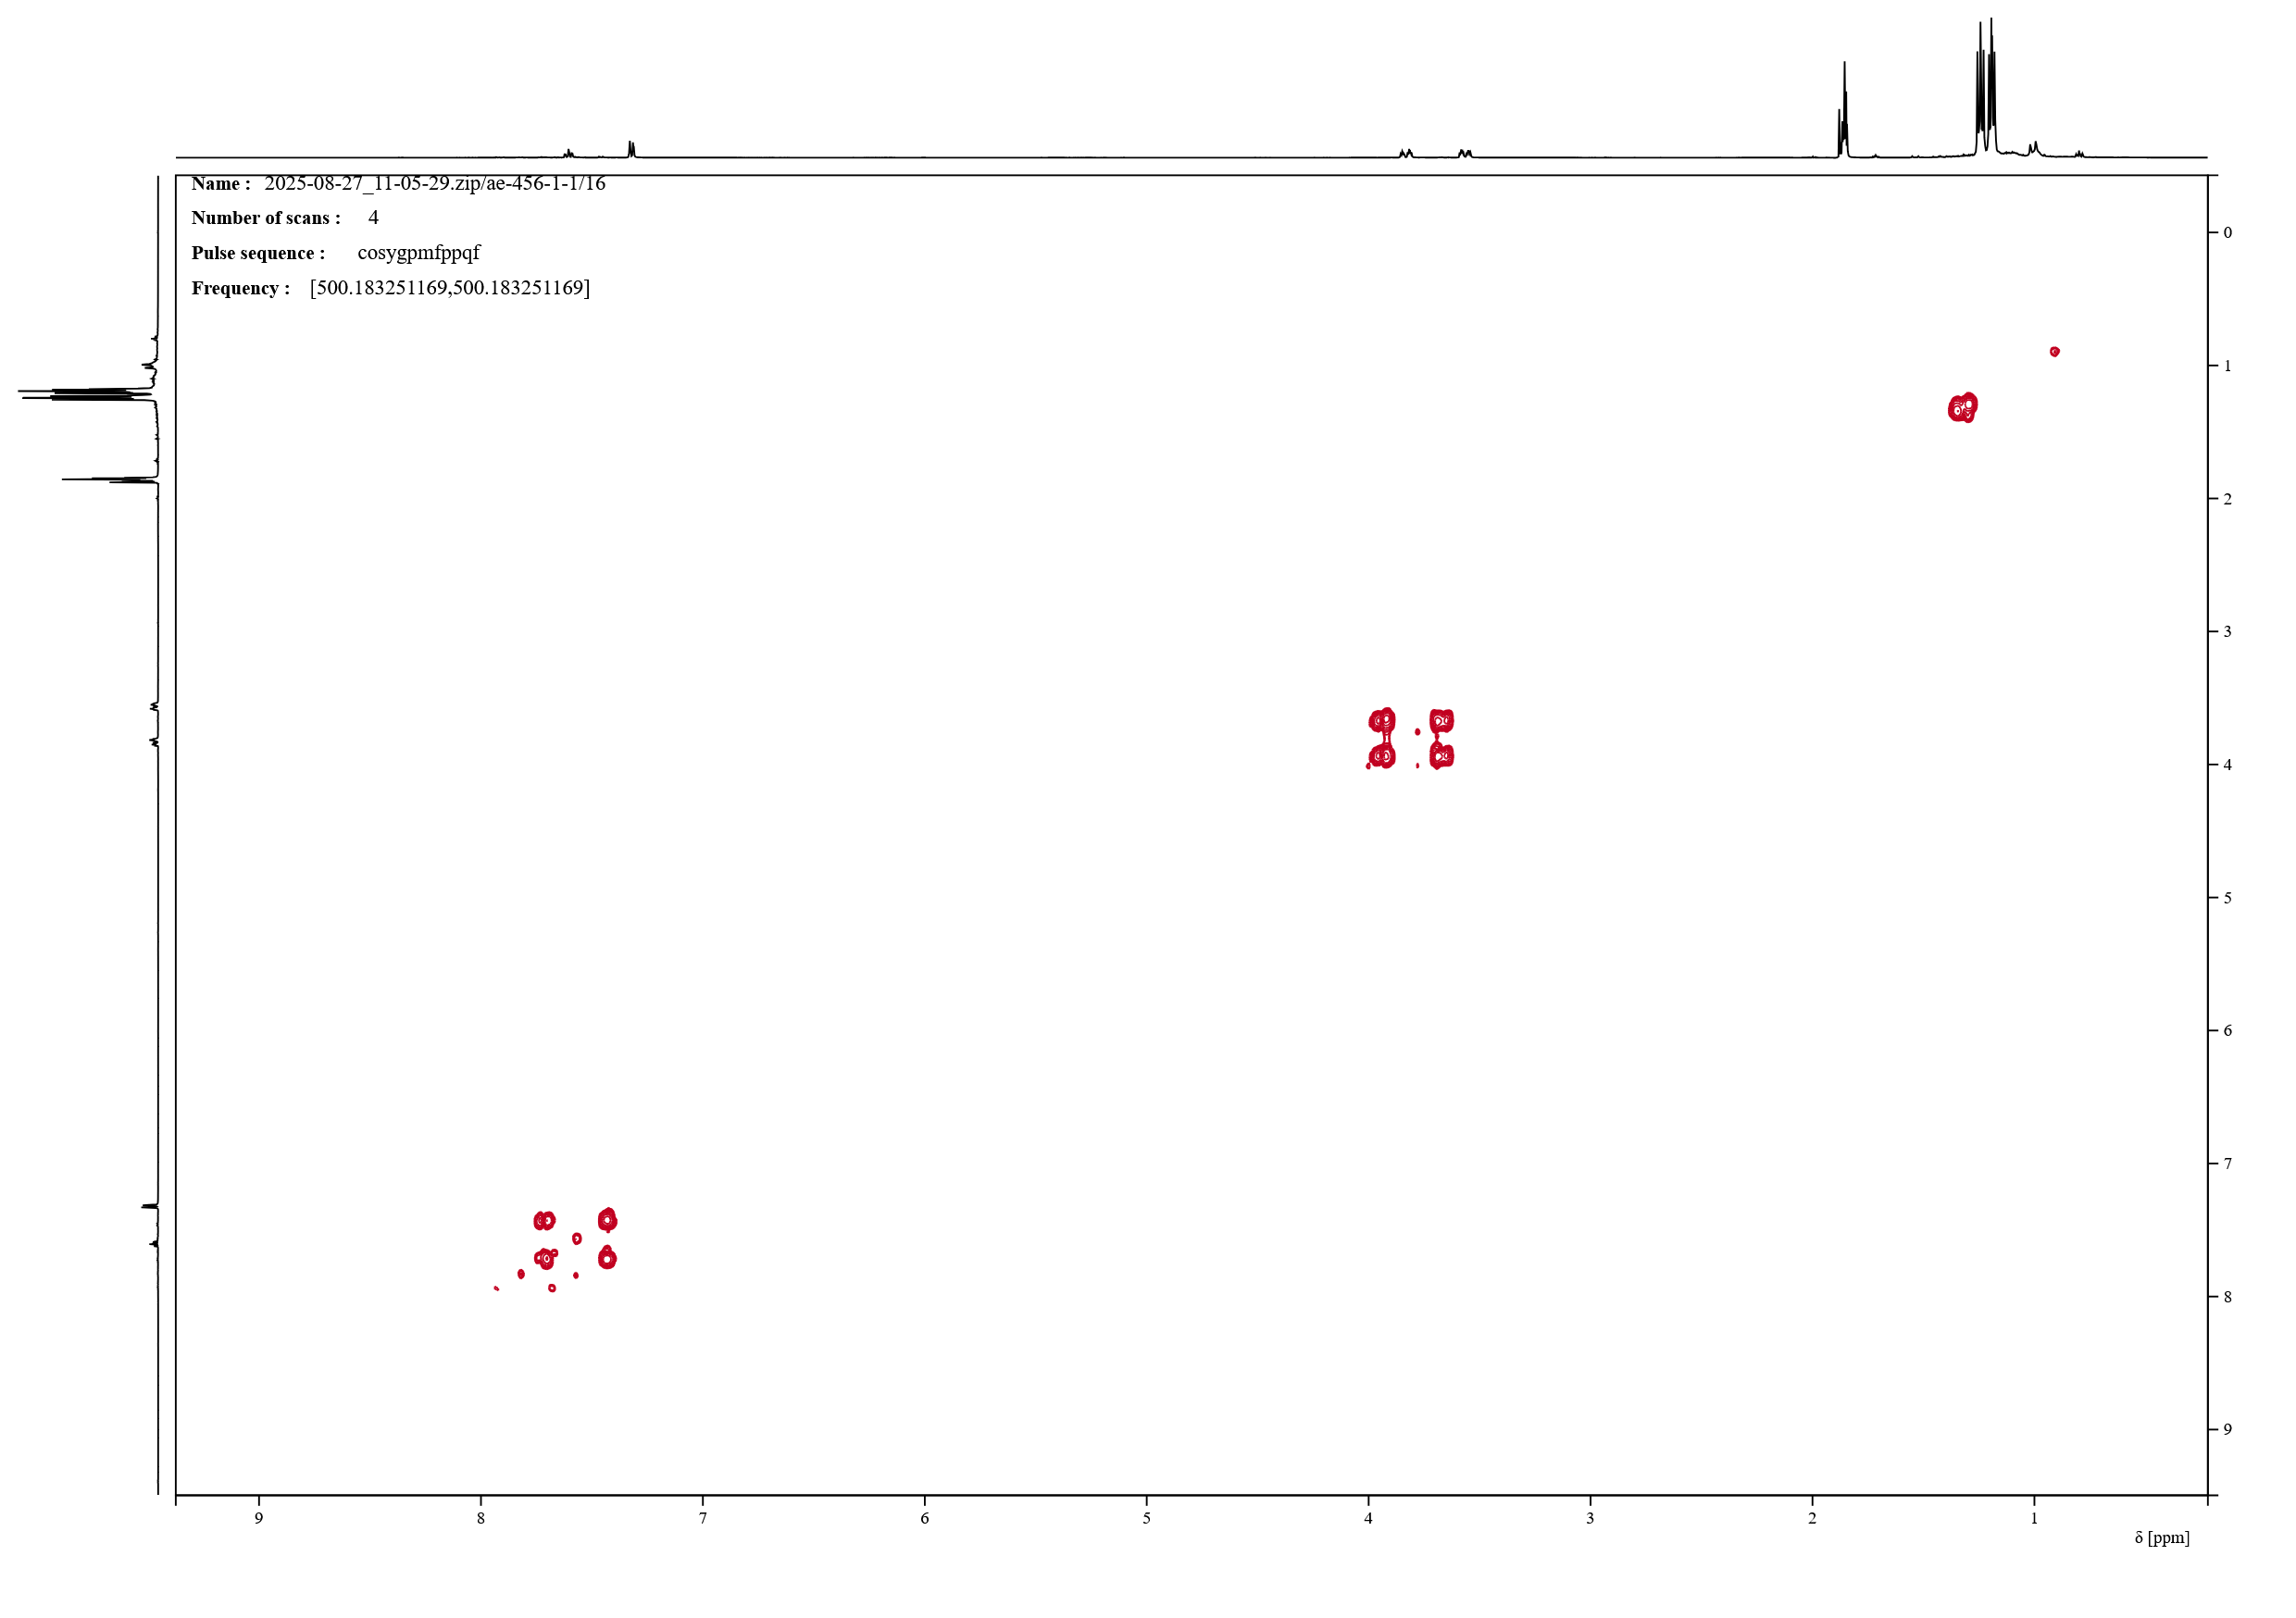 Name : 2025-08-27_11-05-29.zip/ae-456-1-1/16
Number of scans : 4
Pulse sequence : cosygpmfppqf
Frequency : [500.183251169,500.183251169]
0
1
2
3
4
5
6
7
8
9
9 8 7 6 5 4 3 2 1
δ [ppm]